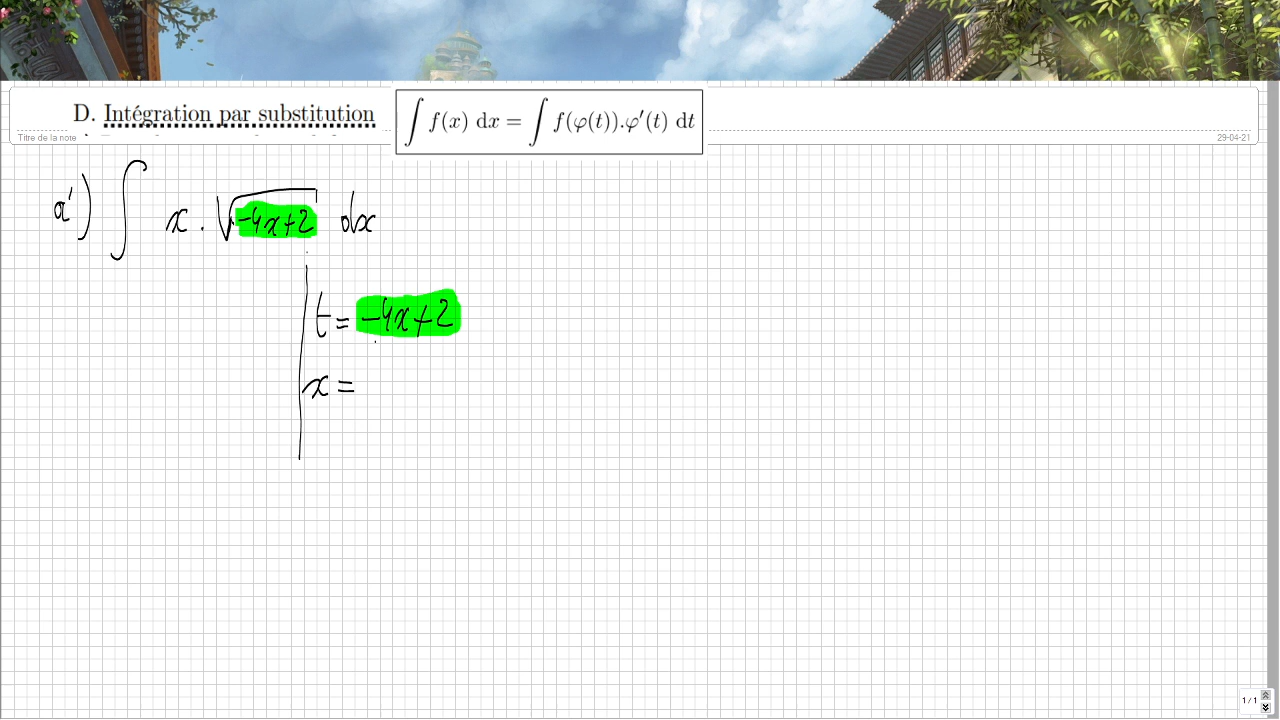 D. Intégration par substitution ∫ f(x) dx = ∫ f(φ(t)).φ′(t) dt
Titre de la note
29-04-21
a') ∫ x . √(-4x+2) dx
t = -4x+2
x =
1/1